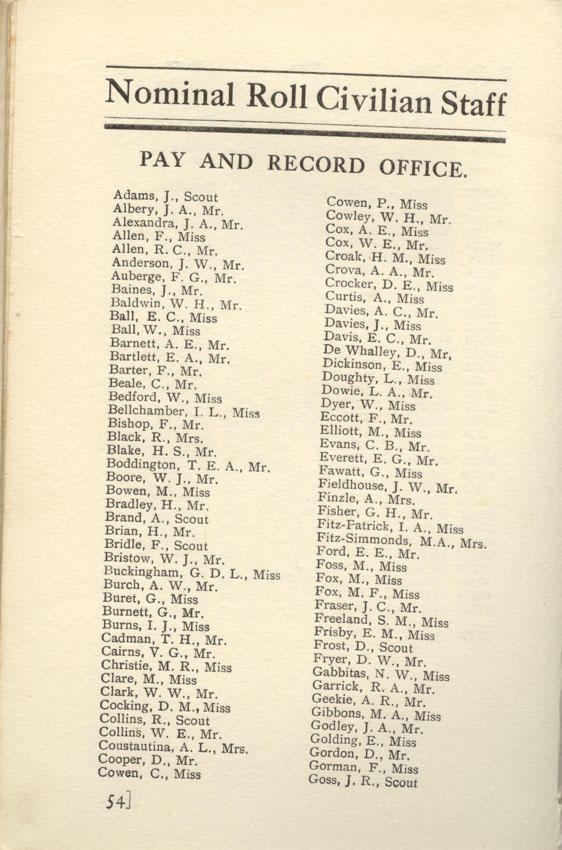 Nominal Roll Civilian Staff
PAY AND RECORD OFFICE.
Adams, J., Scout
Albery, J. A., Mr.
Alexandra, J. A., Mr.
Allen, F., Miss
Allen, R. C., Mr.
Anderson, J. W., Mr.
Auberge, F. G., Mr.
Baines, J., Mr.
Baldwin, W. H., Mr.
Ball, E. C., Miss
Ball, W., Miss
Barnett, A. E., Mr.
Bartlett, E. A., Mr.
Barter, F., Mr.
Beale, C., Mr.
Bedford, W., Miss
Bellchamber, I. L., Miss
Bishop, F., Mr.
Black, R., Mrs.
Blake, H. S., Mr.
Boddington, T. E. A., Mr.
Boore, W. J., Mr.
Bowen, M., Miss
Bradley, H., Mr.
Brand, A., Scout
Brian, H., Mr.
Bridle, F., Scout
Bristow, W. J., Mr.
Buckingham, G. D. L., Miss
Burch, A. W., Mr.
Buret, G., Miss
Burnett, G., Mr.
Burns, I. J., Miss
Cadman, T. H., Mr.
Cairns, V. G., Mr.
Christie, M. R., Miss
Clare, M., Miss
Clark, W. W., Mr.
Cocking, D. M., Miss
Collins, R., Scout
Collins, W. E., Mr.
Coustautina, A. L., Mrs.
Cooper, D., Mr.
Cowen, C., Miss
Cowen, P., Miss
Cowley, W. H., Mr.
Cox, A. E., Miss
Cox, W. E., Mr.
Croak, H. M., Miss
Crova, A. A., Mr.
Crocker, D. E., Miss
Curtis, A., Miss
Davies, A. C., Mr.
Davies, J., Miss
Davis, E. C., Mr.
De Whalley, D., Mr,
Dickinson, E., Miss
Doughty, L., Miss
Dowie, L. A., Mr.
Dyer, W., Miss
Eccott, F., Mr.
Elliott, M., Miss
Evans, C. B., Mr.
Everett, E. G., Mr.
Fawatt, G., Miss
Fieldhouse, J. W., Mr.
Finzle, A., Mrs.
Fisher, G. H., Mr.
Fitz-Patrick, I. A., Miss
Fitz-Simmonds, M.A., Mrs.
Ford, E. E., Mr.
Foss, M., Miss
Fox, M., Miss
Fox, M. F., Miss
Fraser, J. C., Mr.
Freeland, S. M., Miss
Frisby, E. M., Miss
Frost, D., Scout
Fryer, D. W., Mr.
Gabbitas, N. W., Miss
Garrick, R. A., Mr.
Geekie, A. R., Mr.
Gibbons, M. A., Miss
Godley, J. A., Mr.
Golding, E., Miss
Gordon, D., Mr.
Gorman, F., Miss
Goss, J. R., Scout
54]